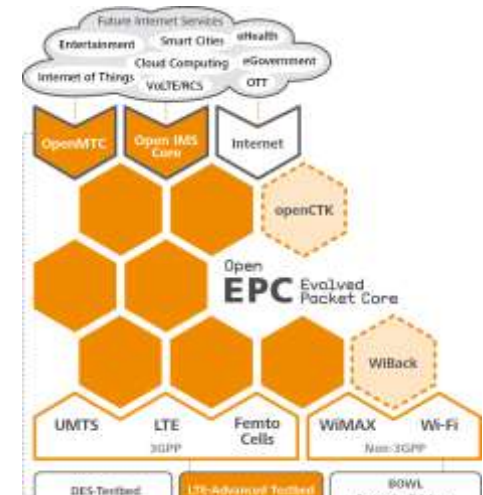 Future Internet Services
Entertainment
Smart Cities
eHealth
Cloud Computing
eGovernment
Internet of Things
VoLTE/RCS
OTT
OpenMTC
Open IMS
Core
Internet
openCTK
Open
EPC Evolved
Packet Core
WiBack
UMTS
LTE
Femto
Cells
WiMAX
Wi-Fi
3GPP
Non-3GPP
DES-Testbed
LTE-Advanced Testbed
BOWL